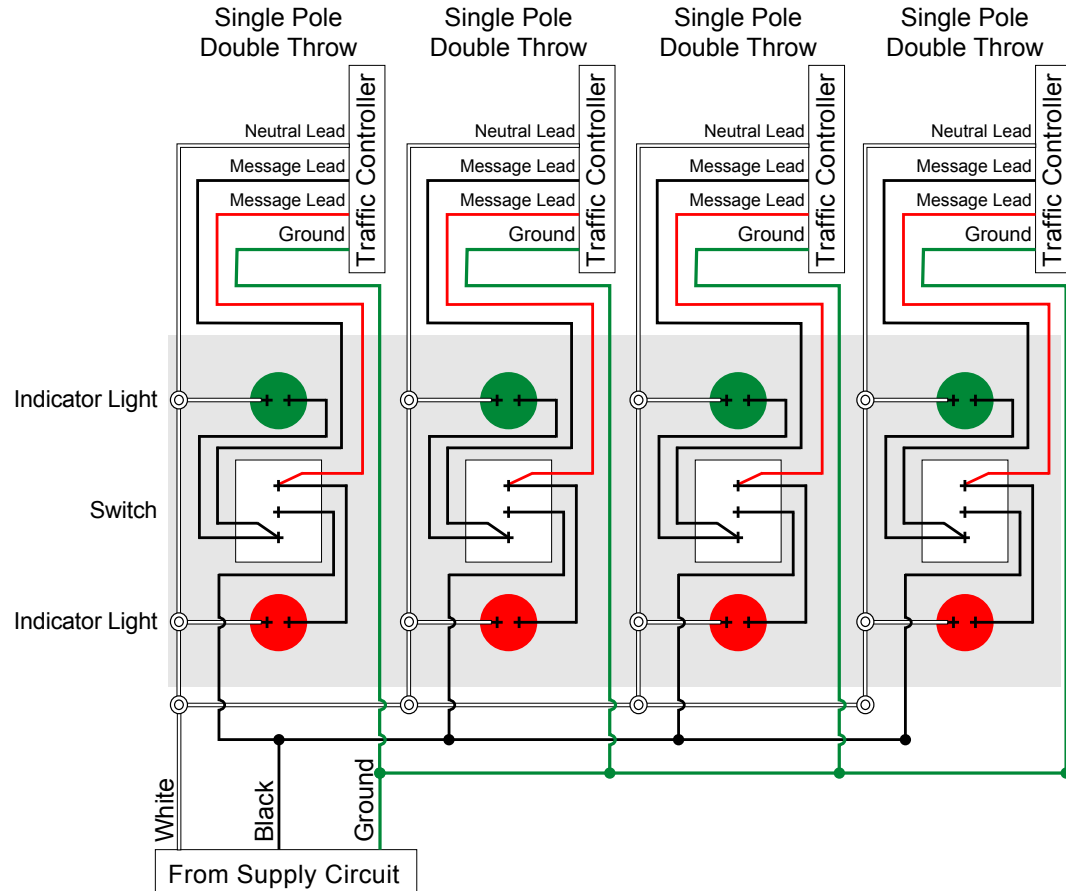 Single Pole
Double Throw
Single Pole
Double Throw
Single Pole
Double Throw
Single Pole
Double Throw
Traffic Controller
Traffic Controller
Traffic Controller
Traffic Controller
Neutral Lead
Neutral Lead
Neutral Lead
Neutral Lead
Message Lead
Message Lead
Message Lead
Message Lead
Message Lead
Message Lead
Message Lead
Message Lead
Ground
Ground
Ground
Ground
Indicator Light
Switch
Indicator Light
White
Black
Ground
From Supply Circuit